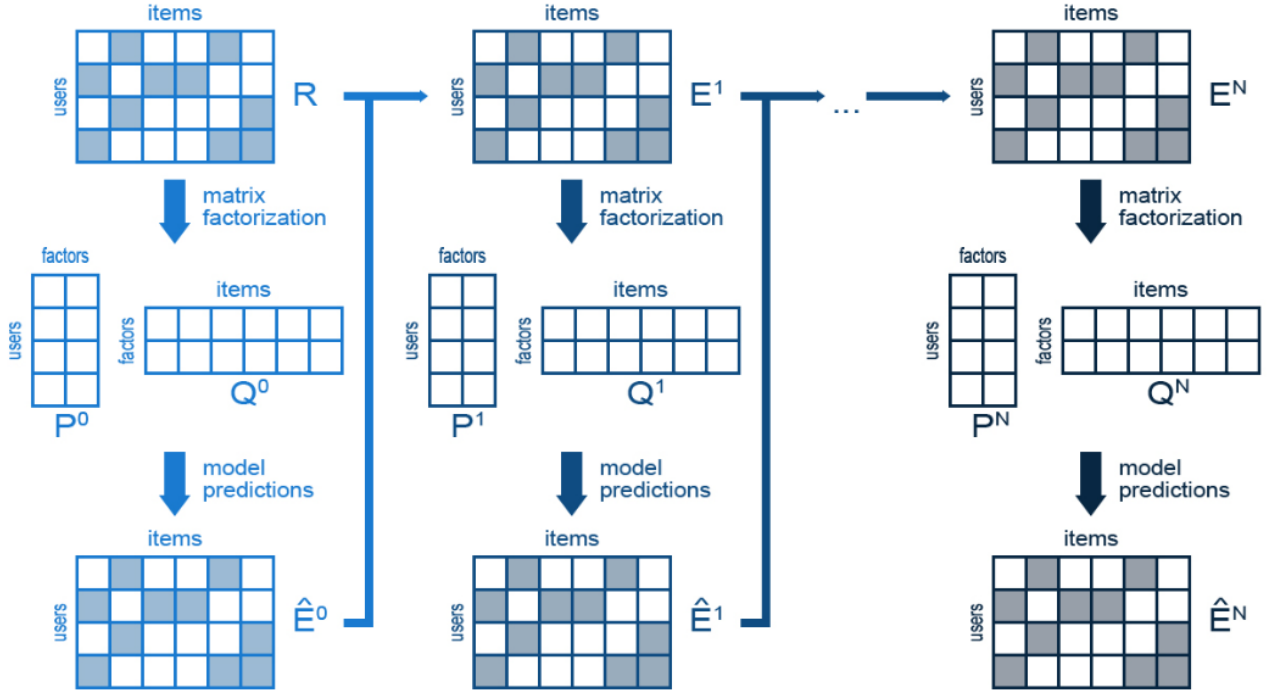 items
users
R
matrix
factorization
factors
users
P⁰
items
factors
Q⁰
model
predictions
items
users
Ê⁰
items
users
E¹
matrix
factorization
factors
users
P¹
items
factors
Q¹
model
predictions
items
users
Ê¹
...
items
users
Eᴺ
matrix
factorization
factors
users
Pᴺ
items
factors
Qᴺ
model
predictions
items
users
Êᴺ